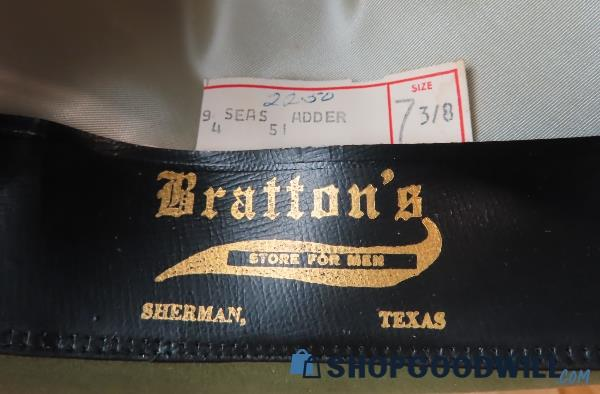 22.50
SIZE
9 SEAS ADDER
4 51
7 3/8
Bratton's
STORE FOR MEN
SHERMAN, TEXAS
SHOPGOODWILL.COM